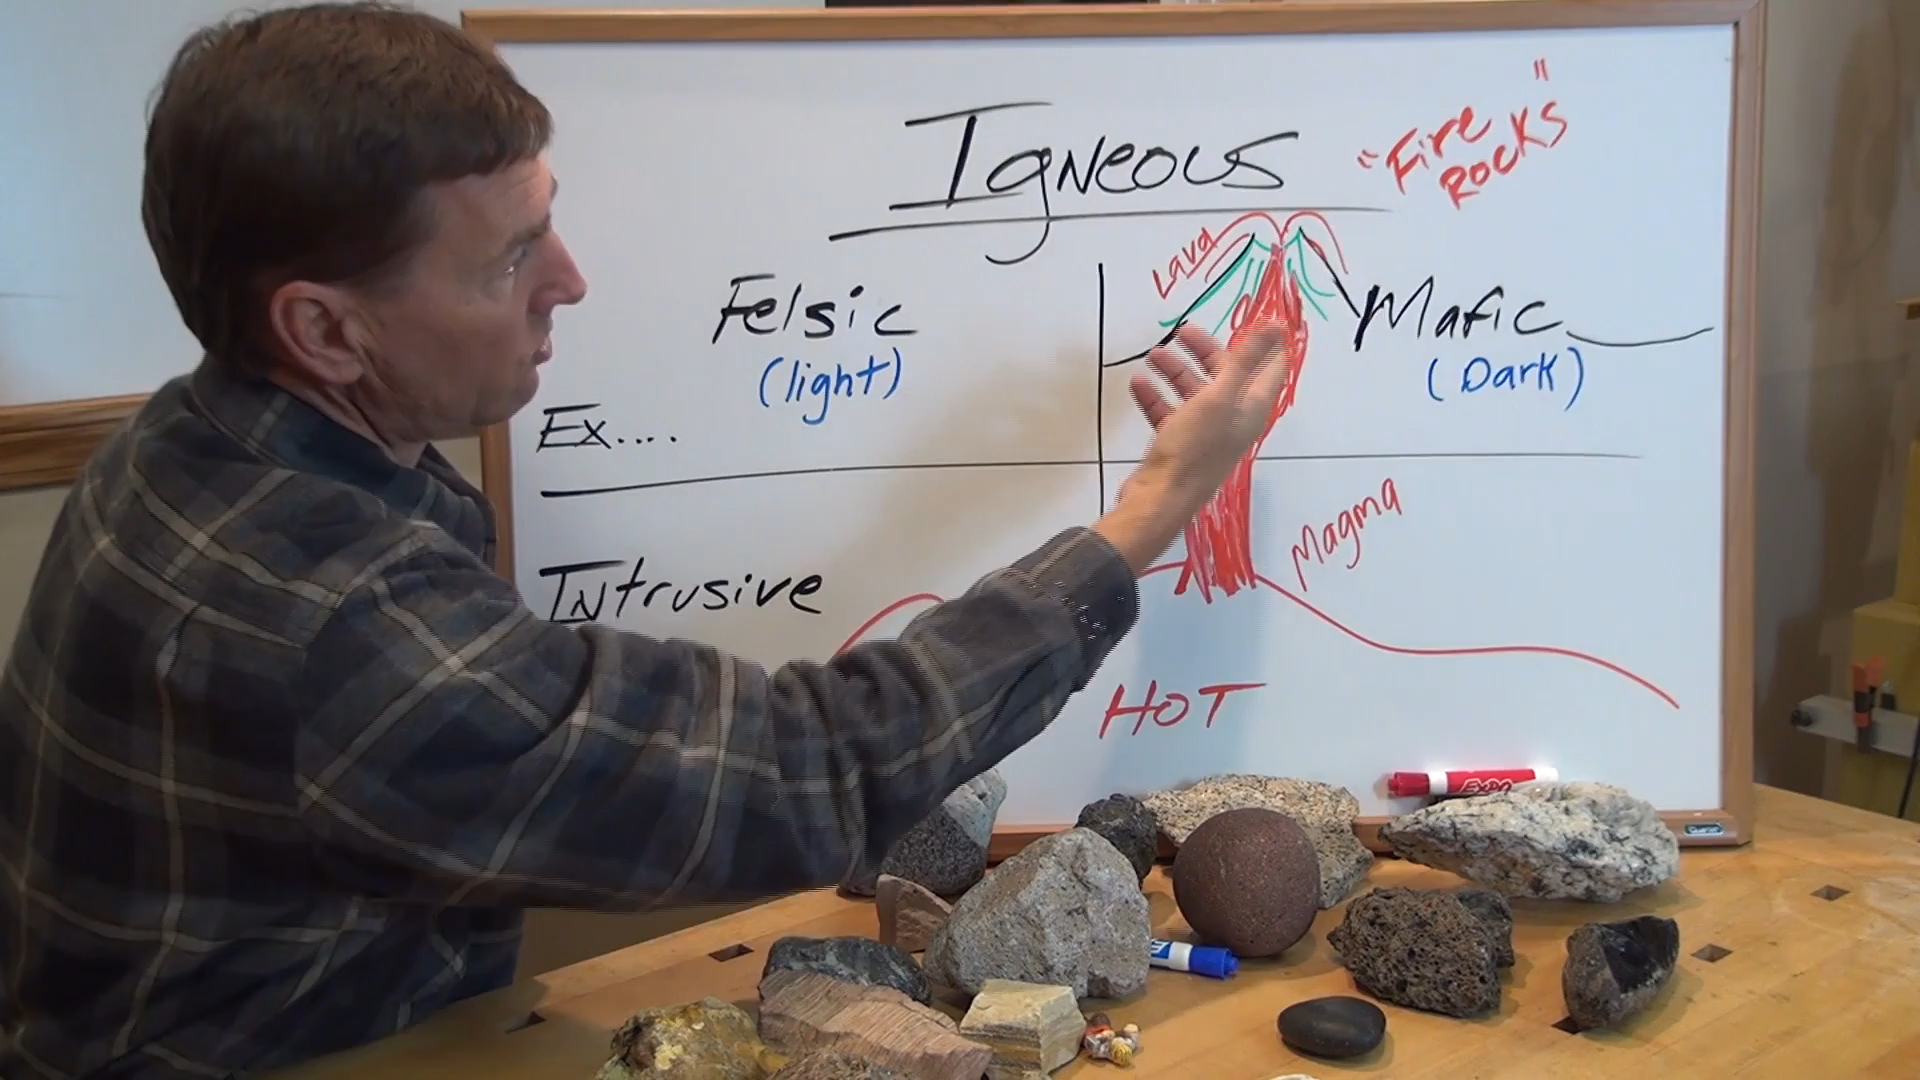 Igneous
"Fire
Rocks"
Lava
Felsic
Mafic
(light)
(Dark)
Ex....
Magma
Intrusive
HOT
EXPO